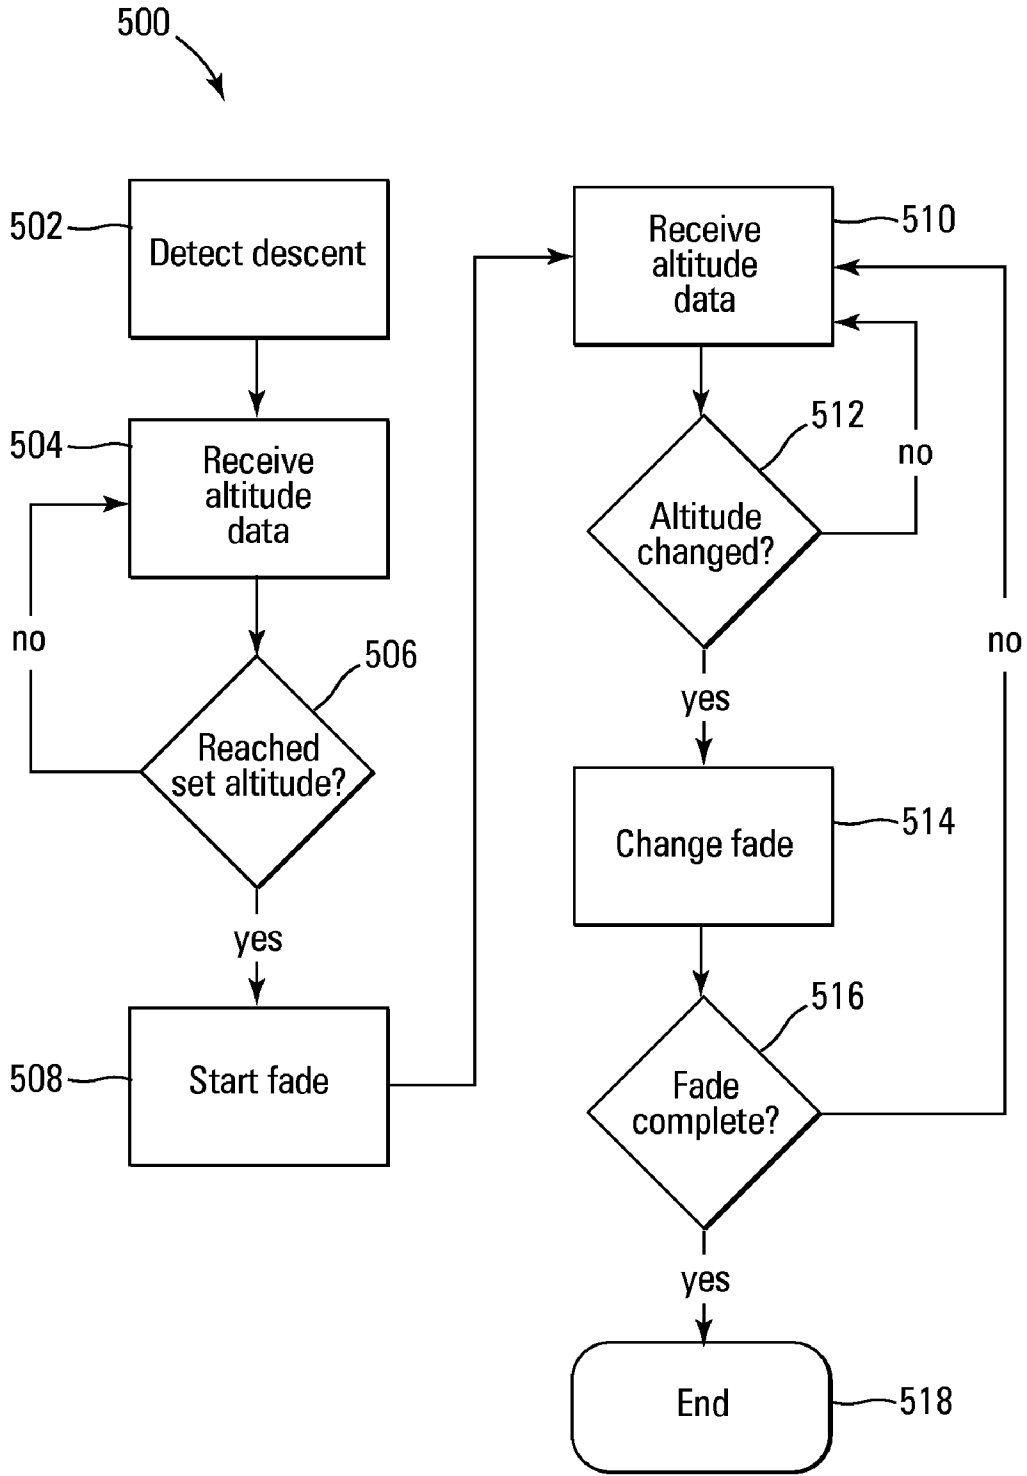 500
502
Detect descent
504
Receive
altitude
data
no
506
Reached
set altitude?
yes
508
Start fade
510
Receive
altitude
data
512
Altitude
changed?
no
yes
514
Change fade
no
516
Fade
complete?
yes
End
518